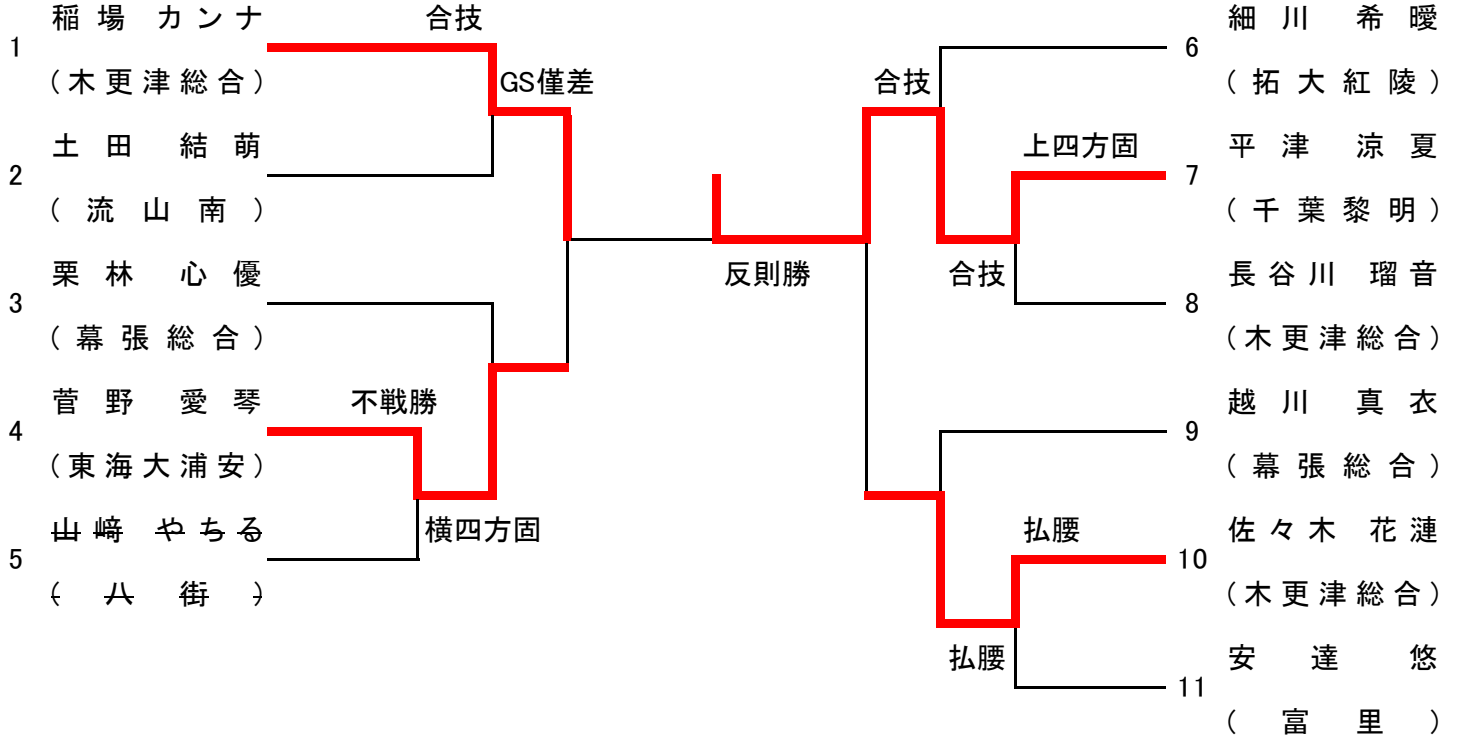 稲場 カンナ
1
(木更津総合)
土田 結萌
2
(流山南)
栗林 心優
3
(幕張総合)
菅野 愛琴
4
(東海大浦安)
山﨑 やちる
5
(八街)
合技
GS僅差
不戦勝
横四方固
反則勝
合技
上四方固
合技
払腰
払腰
細川 希曖
6
(拓大紅陵)
平津 涼夏
7
(千葉黎明)
長谷川 瑠音
8
(木更津総合)
越川 真衣
9
(幕張総合)
佐々木 花漣
10
(木更津総合)
安達 悠
11
(富里)